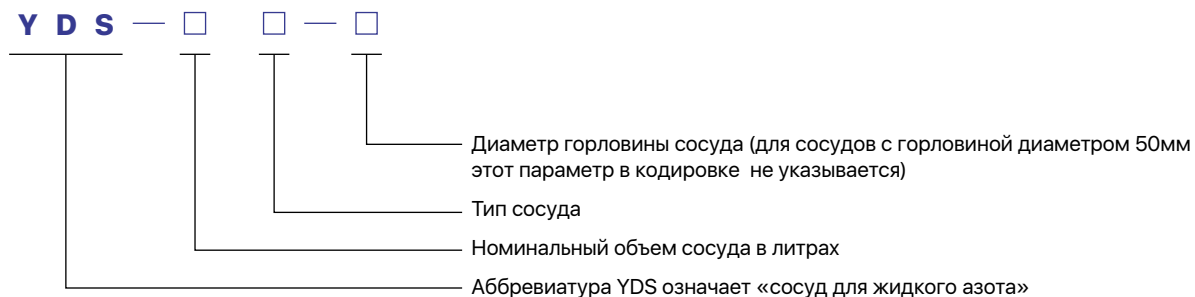 YDS — □ □ — □
Диаметр горловины сосуда (для сосудов с горловиной диаметром 50мм
этот параметр в кодировке не указывается)
Тип сосуда
Номинальный объем сосуда в литрах
Аббревиатура YDS означает «сосуд для жидкого азота»